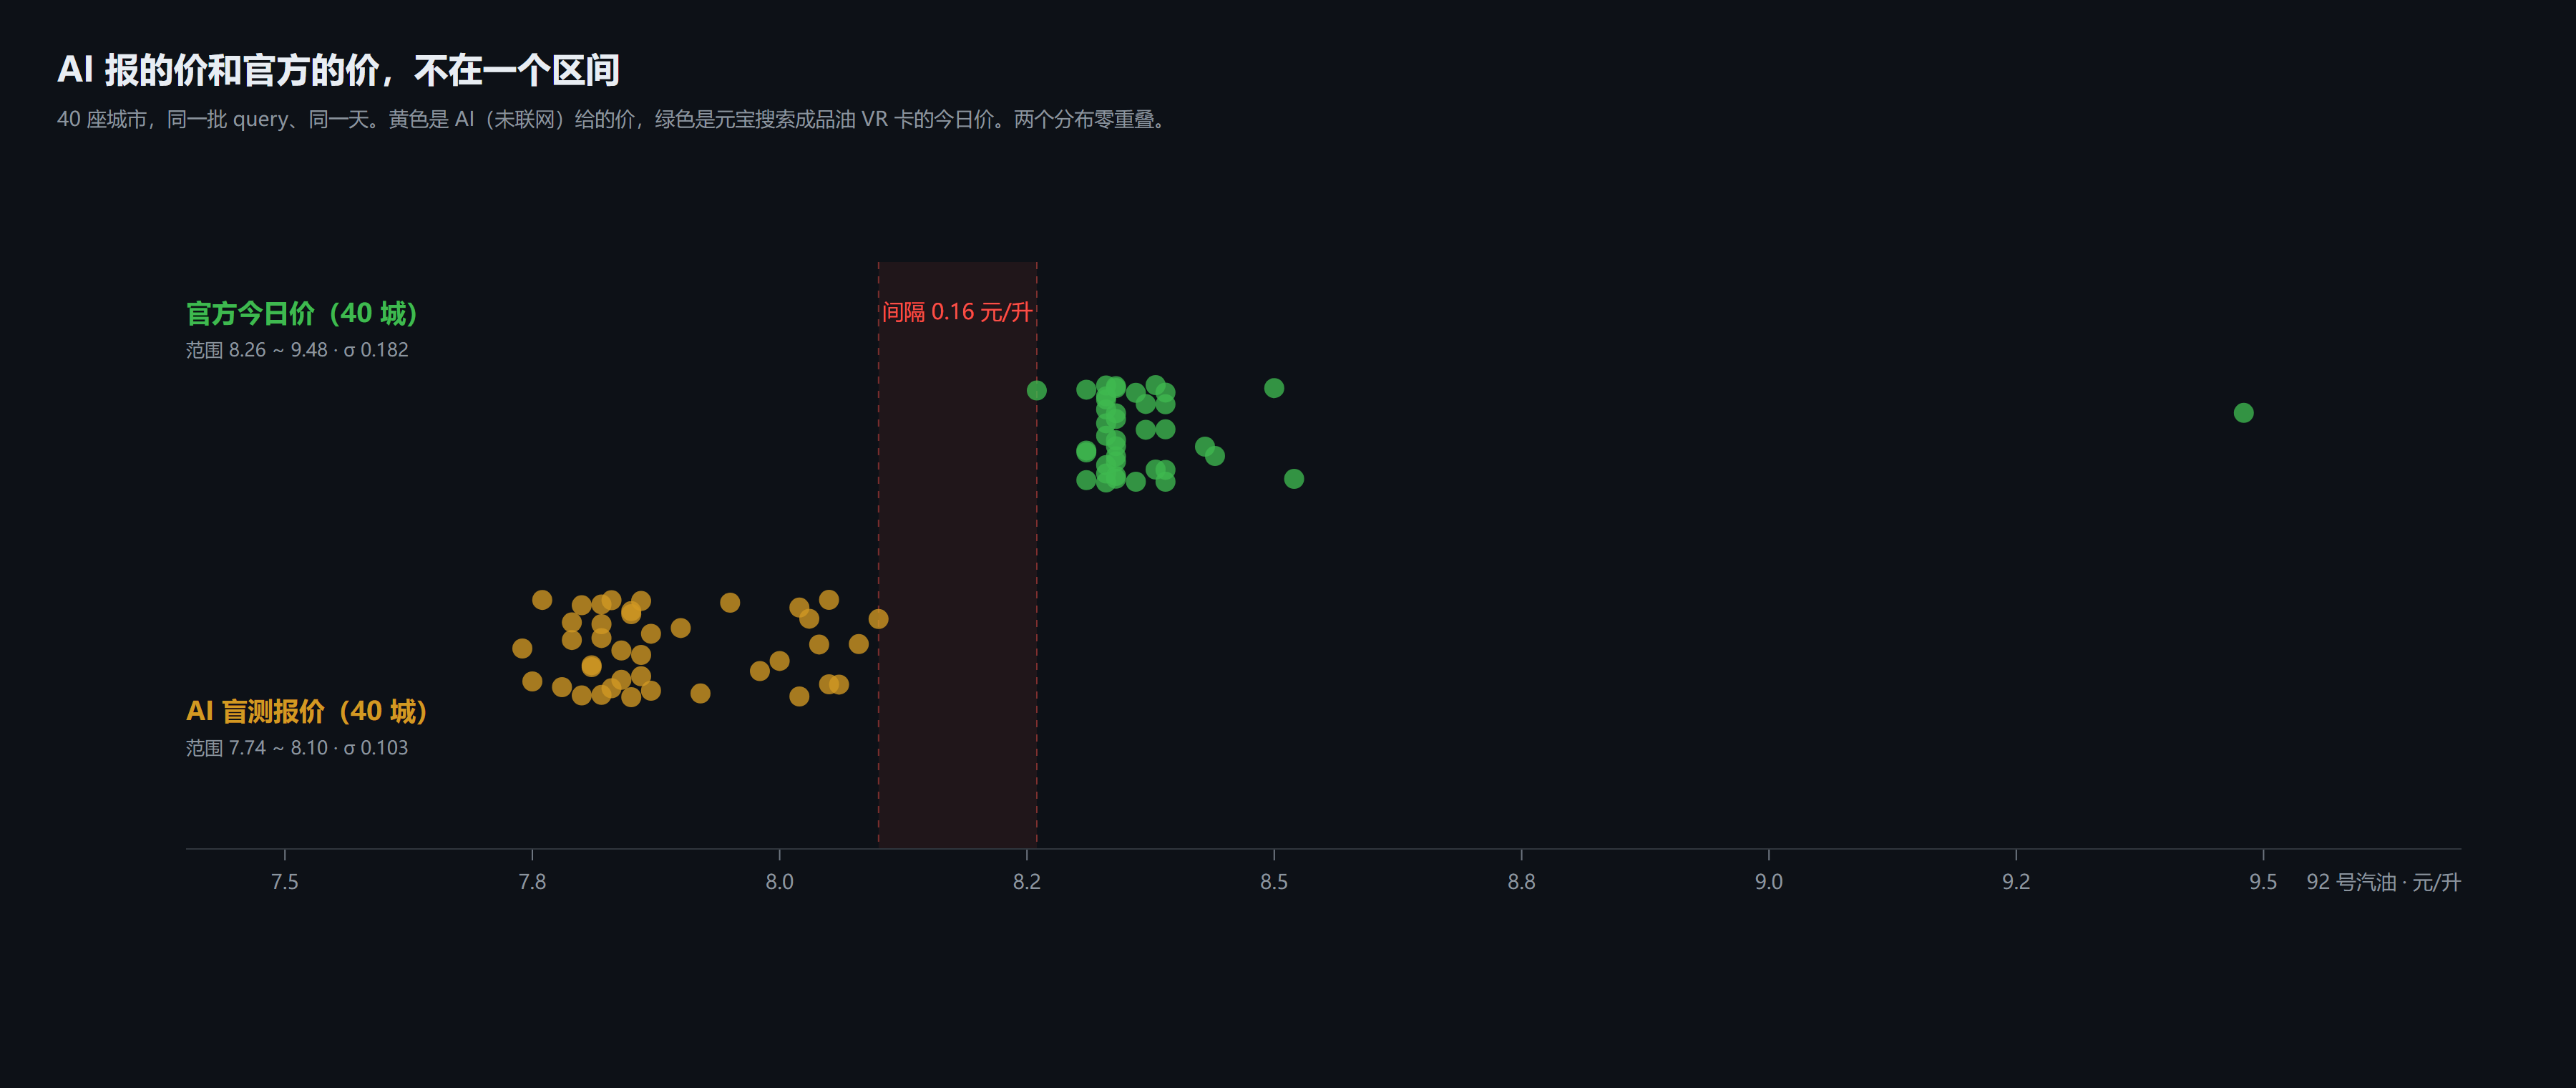 AI 报的价和官方的价，不在一个区间
40 座城市，同一批 query、同一天。黄色是 AI（未联网）给的价，绿色是元宝搜索成品油 VR 卡的今日价。两个分布零重叠。
官方今日价（40 城）
范围 8.26 ~ 9.48 · σ 0.182
间隔 0.16 元/升
AI 盲测报价（40 城）
范围 7.74 ~ 8.10 · σ 0.103
7.5 7.8 8.0 8.2 8.5 8.8 9.0 9.2 9.5 92 号汽油 · 元/升